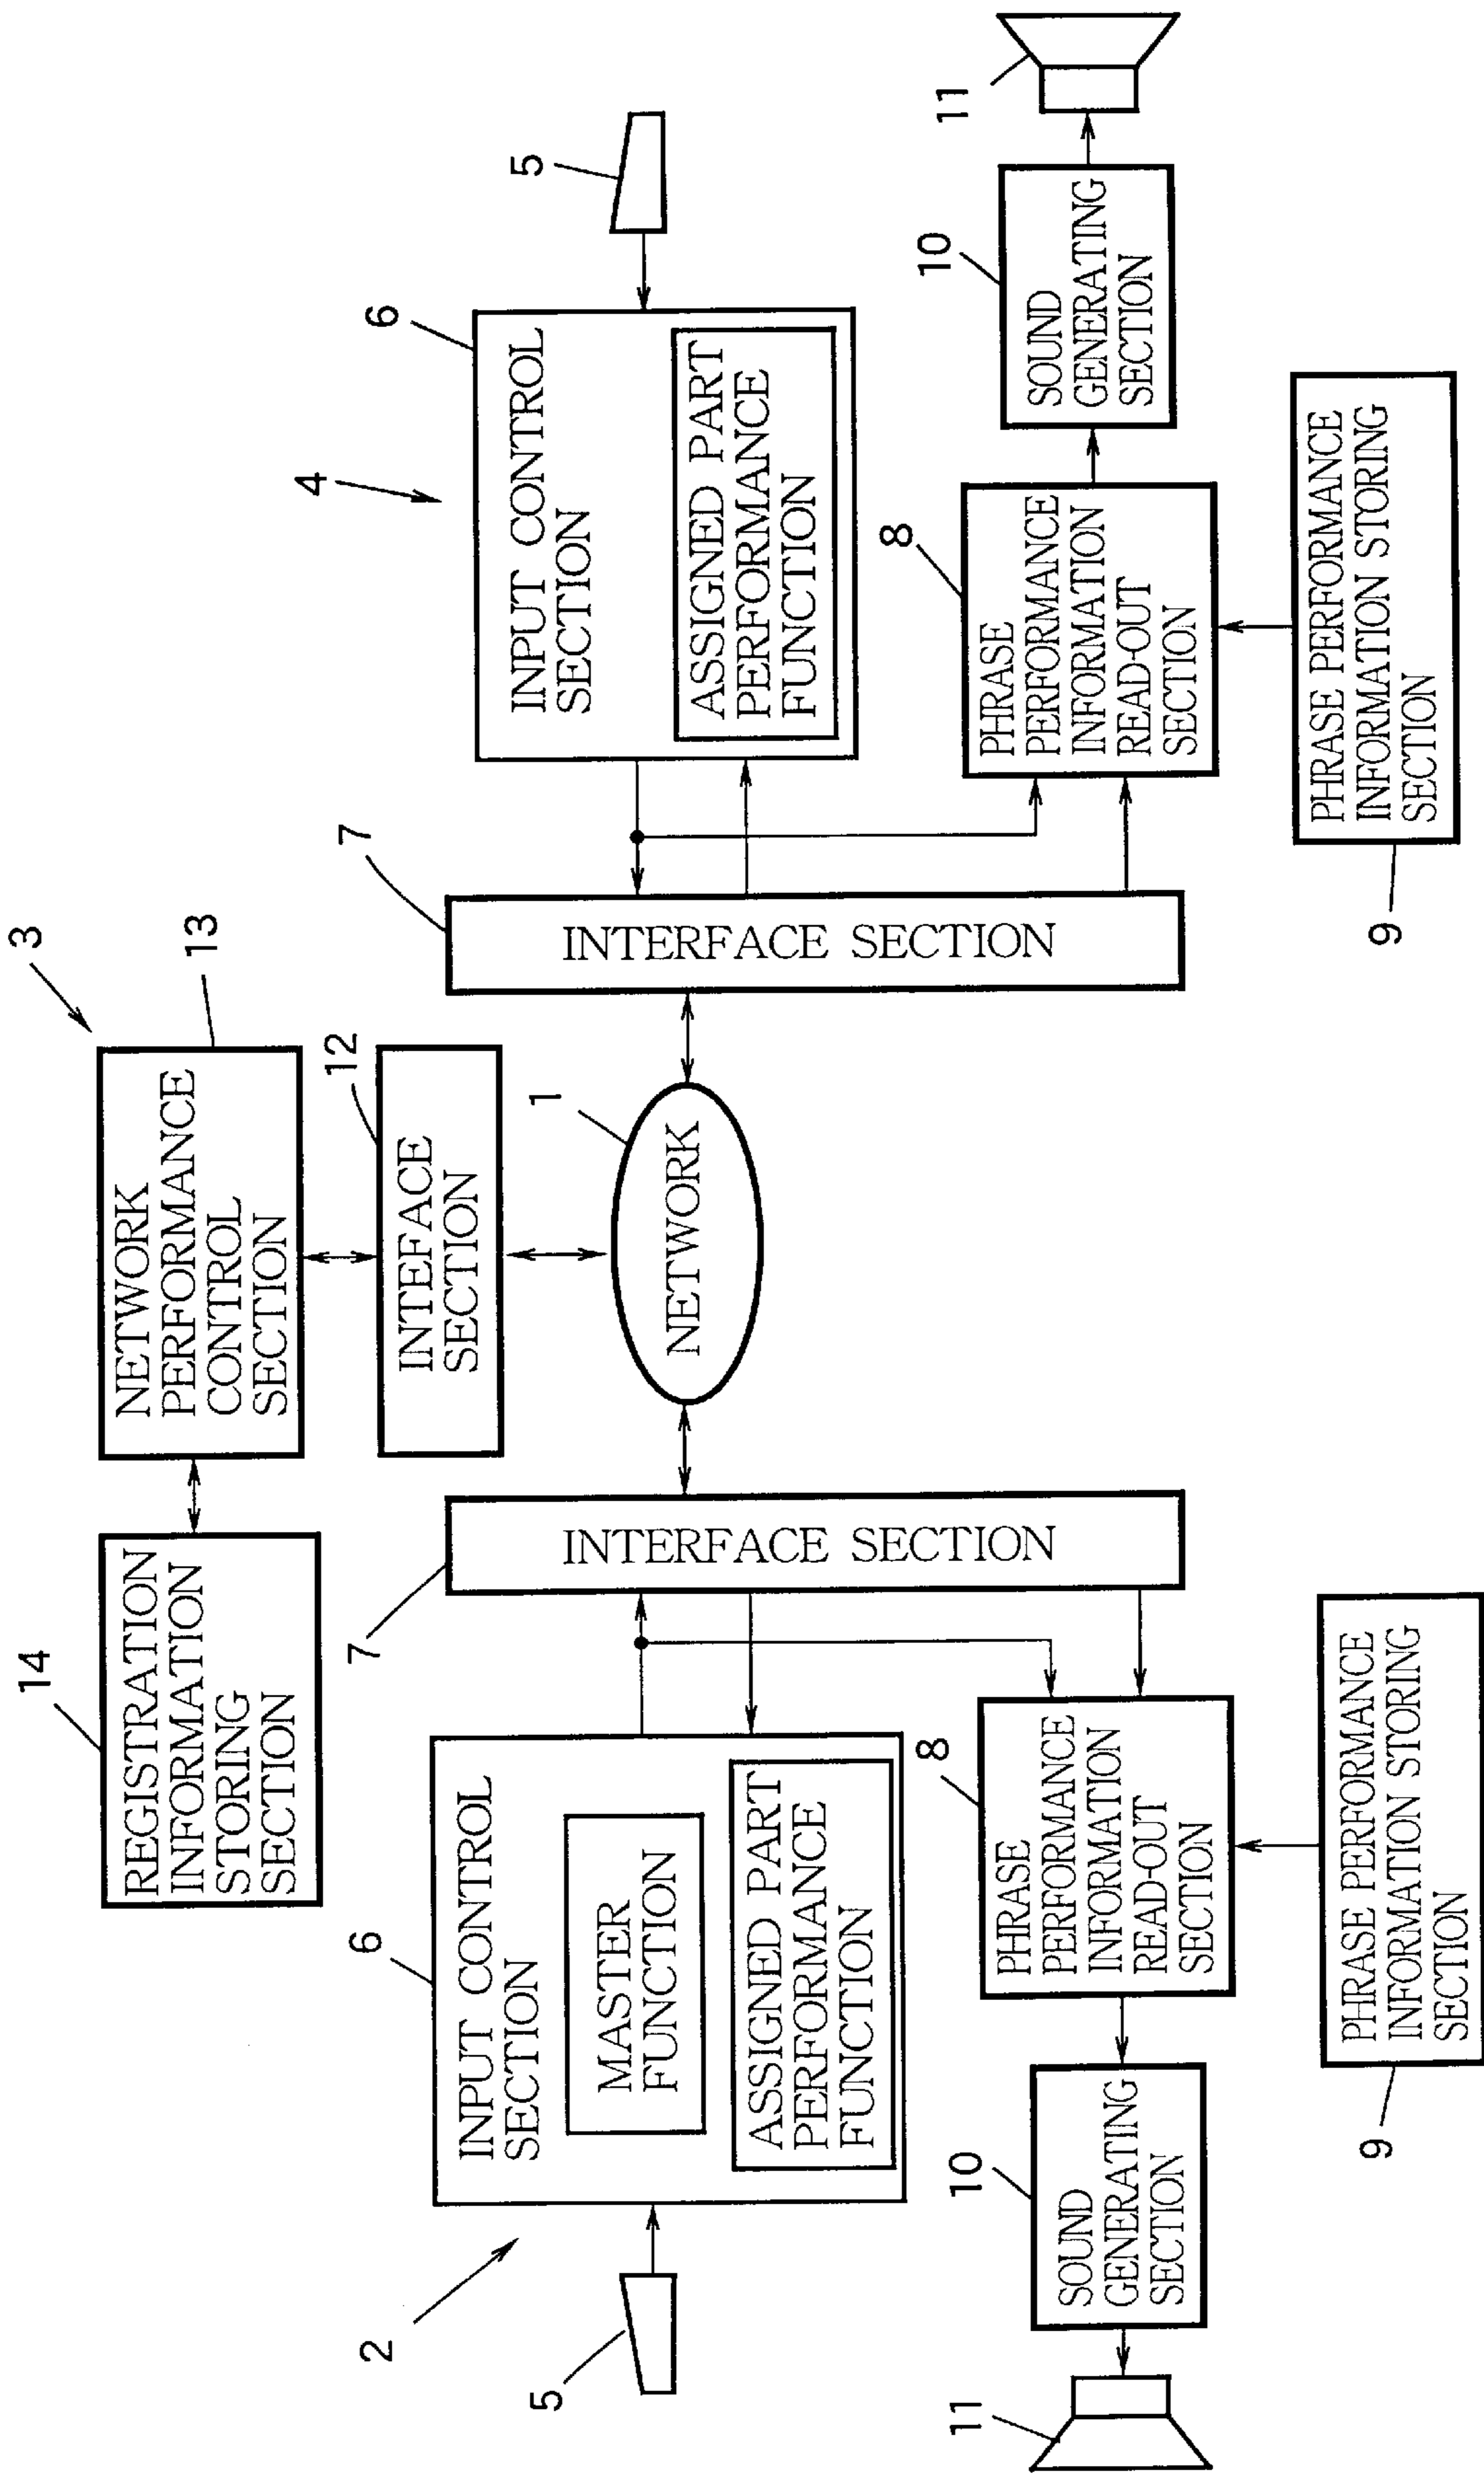 3
14
REGISTRATION
INFORMATION
STORING
SECTION
NETWORK
PERFORMANCE
CONTROL
SECTION
13
INTEFACE
SECTION
12
2
6
INPUT CONTROL
SECTION
MASTER
FUNCTION
ASSIGNED PART
PERFORMANCE
FUNCTION
5
7
INTERFACE SECTION
1
NETWORK
7
INTERFACE SECTION
4
6
INPUT CONTROL
SECTION
ASSIGNED PART
PERFORMANCE
FUNCTION
5
11
10
SOUND
GENERATING
SECTION
8
PHRASE
PERFORMANCE
INFORMATION
READ-OUT
SECTION
9
PHRASE PERFORMANCE
INFORMATION STORING
SECTION
8
PHRASE
PERFORMANCE
INFORMATION
READ-OUT
SECTION
10
SOUND
GENERATING
SECTION
11
9
PHRASE PERFORMANCE
INFORMATION STORING
SECTION